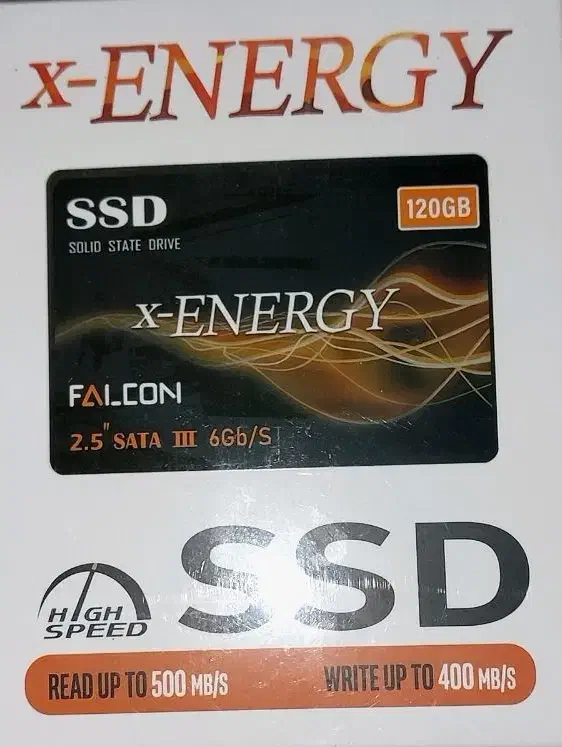 x-ENERGY
SSD
120GB
SOLID STATE DRIVE
x-ENERGY
FALCON
2.5" SATA III 6Gb/S
SSD
HIGH
SPEED
READ UP TO 500 MB/S WRITE UP TO 400 MB/S